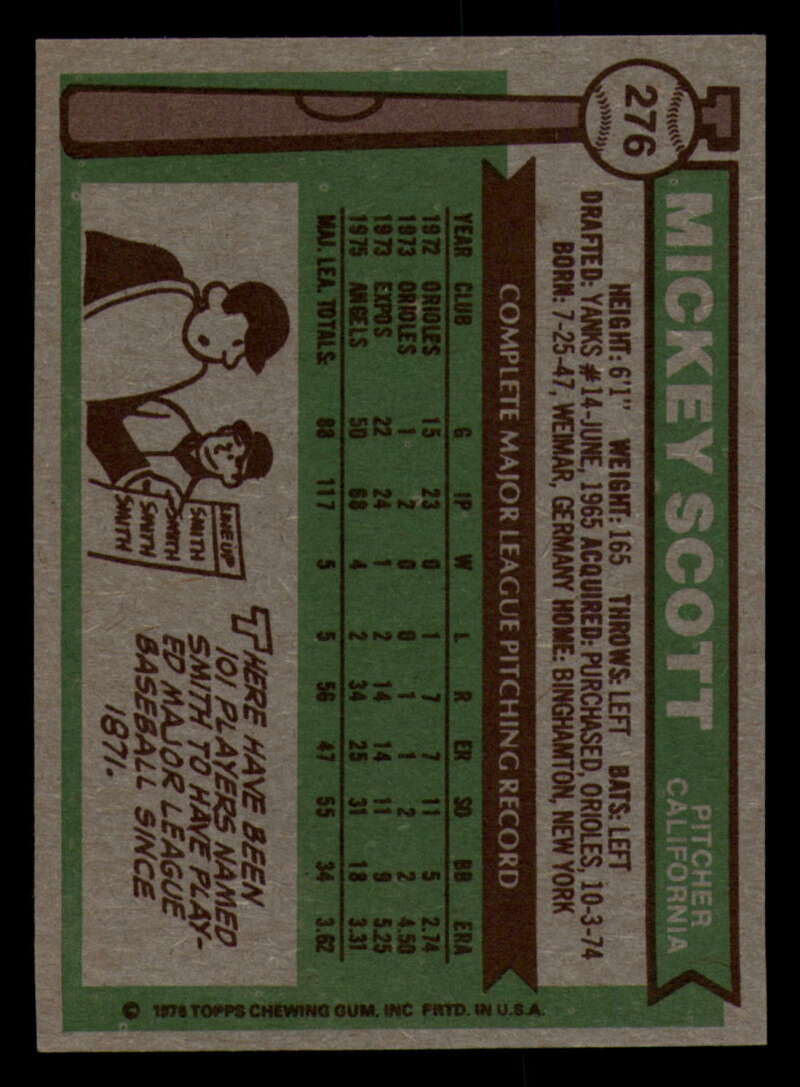 276
MICKEY SCOTT
PITCHER
CALIFORNIA
HEIGHT: 6'1" WEIGHT: 165 THROWS: LEFT BATS: LEFT
DRAFTED: YANKS #14-JUNE, 1965 ACQUIRED: PURCHASED, ORIOLES, 10-3-74
BORN: 7-25-47, WEIMAR, GERMANY HOME: BINGHAMTON, NEW YORK
COMPLETE MAJOR LEAGUE PITCHING RECORD
YEAR CLUB G IP W L R ER SO BB ERA
1972 ORIOLES 15 23 0 1 7 7 11 5 2.74
1973 ORIOLES 1 2 0 0 1 1 2 2 4.50
1973 EXPOS 22 24 1 2 14 14 11 9 5.25
1975 ANGELS 50 68 4 2 34 25 31 18 3.31
MAJ. LEA. TOTALS: 88 117 5 5 56 47 55 34 3.62
LINE UP
SMITH
SMITH
SMITH
SMITH
THERE HAVE BEEN
101 PLAYERS NAMED
SMITH TO HAVE PLAY-
ED MAJOR LEAGUE
BASEBALL SINCE
1871.
© 1976 TOPPS CHEWING GUM, INC PRTD. IN U.S.A.